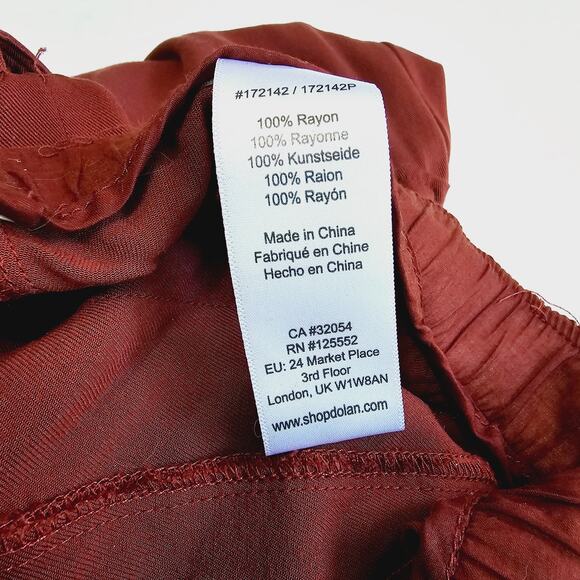 #172142 / 172142P
100% Rayon
100% Rayonne
100% Kunstseide
100% Raion
100% Rayón
Made in China
Fabriqué en Chine
Hecho en China
CA #32054
RN #125552
EU: 24 Market Place
3rd Floor
London, UK W1W8AN
www.shopdolan.com